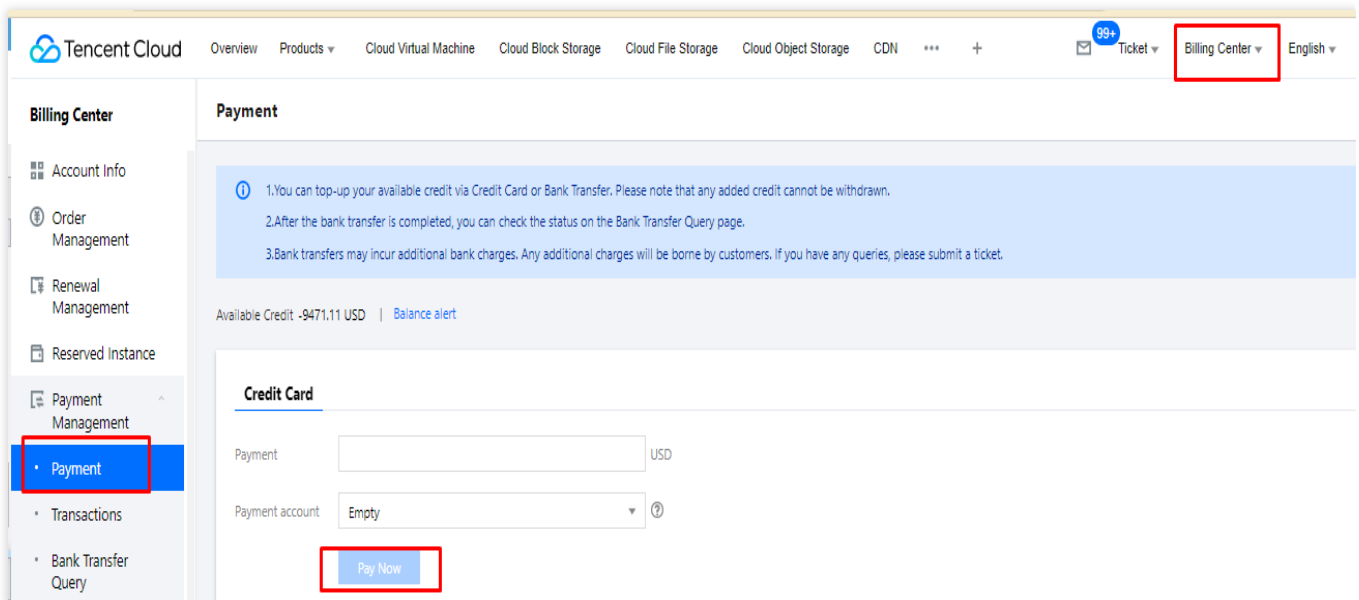 Tencent Cloud Overview Products Cloud Virtual Machine Cloud Block Storage Cloud File Storage Cloud Object Storage CDN ••• + 99+ Ticket Billing Center English
Billing Center
Account Info
Order
Management
Renewal
Management
Reserved Instance
Payment
Management
Payment
Transactions
Bank Transfer
Query
Payment
1.You can top-up your available credit via Credit Card or Bank Transfer. Please note that any added credit cannot be withdrawn.
2.After the bank transfer is completed, you can check the status on the Bank Transfer Query page.
3.Bank transfers may incur additional bank charges. Any additional charges will be borne by customers. If you have any queries, please submit a ticket.
Available Credit -9471.11 USD | Balance alert
Credit Card
Payment USD
Payment account Empty
Pay Now